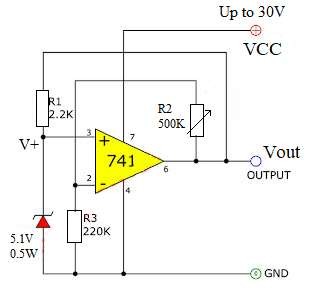 Up to 30V
VCC
R1
2.2K
R2
500K
V+
3
+
7
741
Vout
6
OUTPUT
2
-
4
R3
220K
5.1V
0.5W
GND